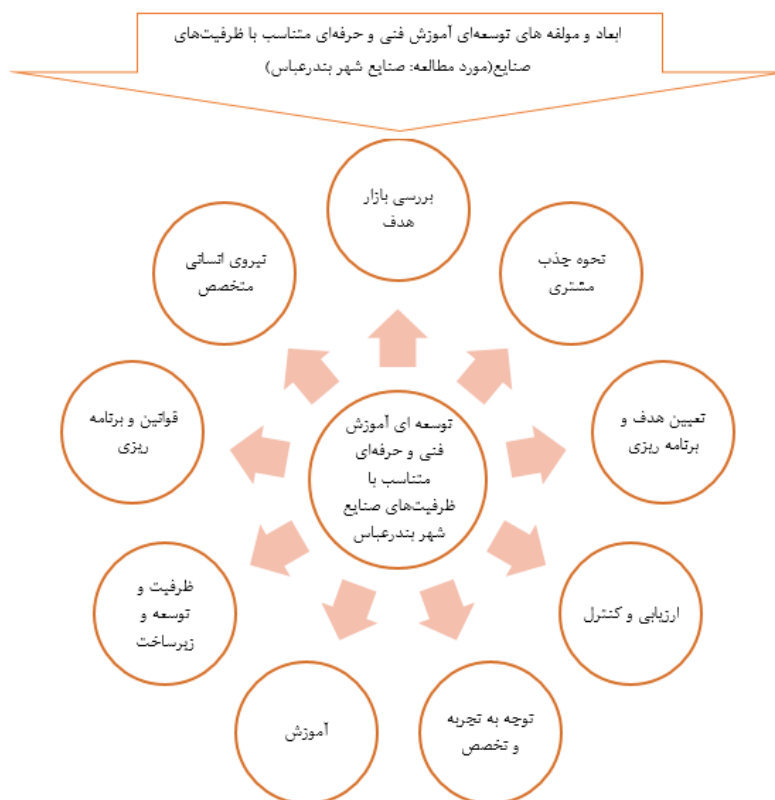 ابعاد و مولفه های توسعه‌ای آموزش فنی و حرفه‌ای متناسب با ظرفیت‌های
صنایع(مورد مطالعه: صنایع شهر بندرعباس)
بررسی بازار
هدف
نحوه جذب
مشتری
تعیین هدف و
برنامه ریزی
ارزیابی و کنترل
توجه به تجربه
و تخصص
آموزش
ظرفیت و
توسعه و
زیرساخت
قوانین و برنامه
ریزی
نیروی انسانی
متخصص
توسعه ای آموزش
فنی و حرفه‌ای
متناسب با
ظرفیت‌های صنایع
شهر بندرعباس